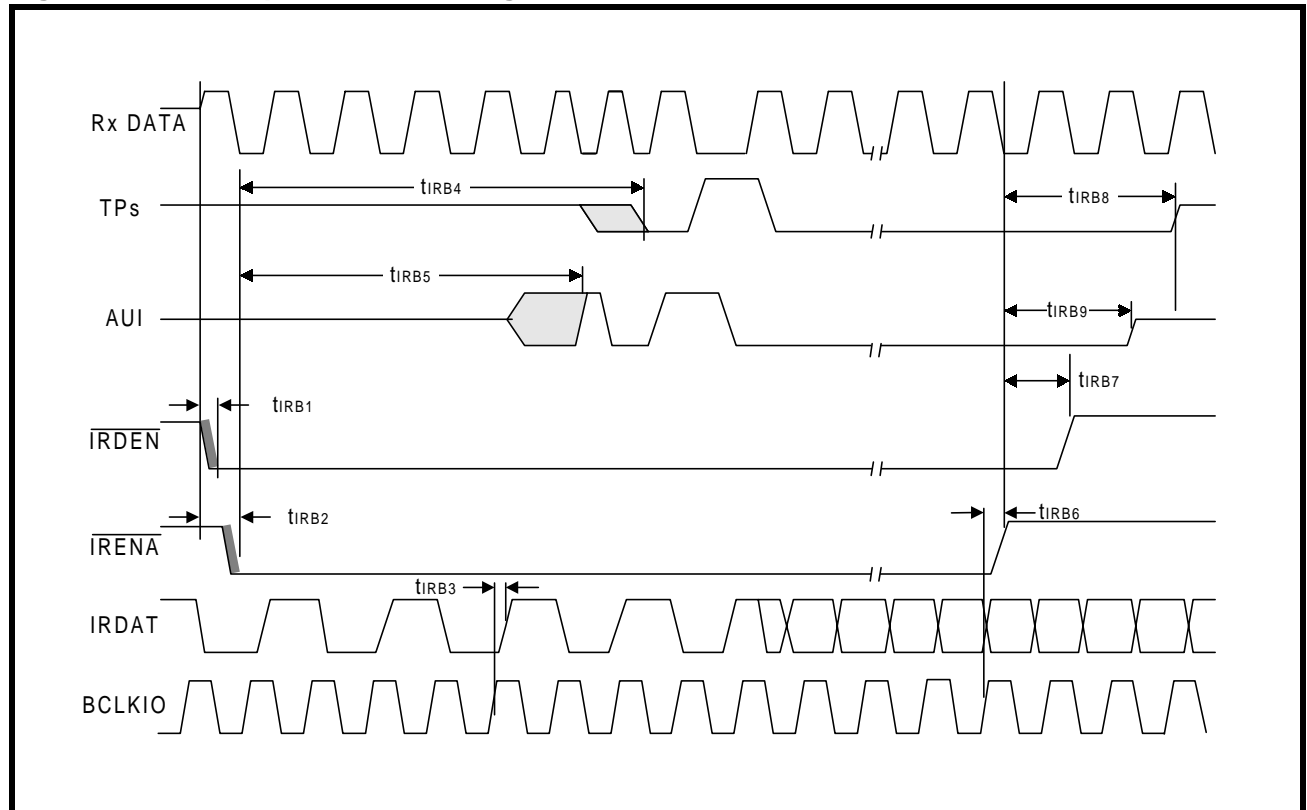 Rx DATA
tIRB4
tIRB8
TPs
tIRB5
AUI
tIRB9
tIRB7
tIRB1
IRDEN
tIRB2
tIRB6
IRENA
tIRB3
IRDAT
BCLKIO